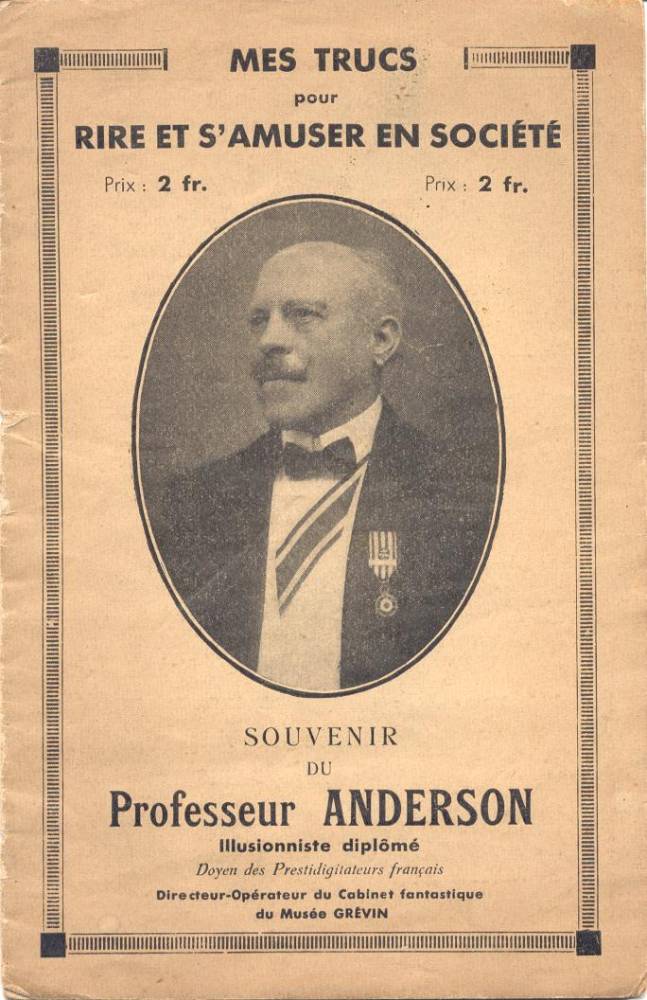 MES TRUCS
pour
RIRE ET S'AMUSER EN SOCIÉTÉ
Prix : 2 fr. Prix : 2 fr.
SOUVENIR
DU
Professeur ANDERSON
Illusionniste diplômé
Doyen des Prestidigitateurs français
Directeur-Opérateur du Cabinet fantastique
du Musée GRÉVIN